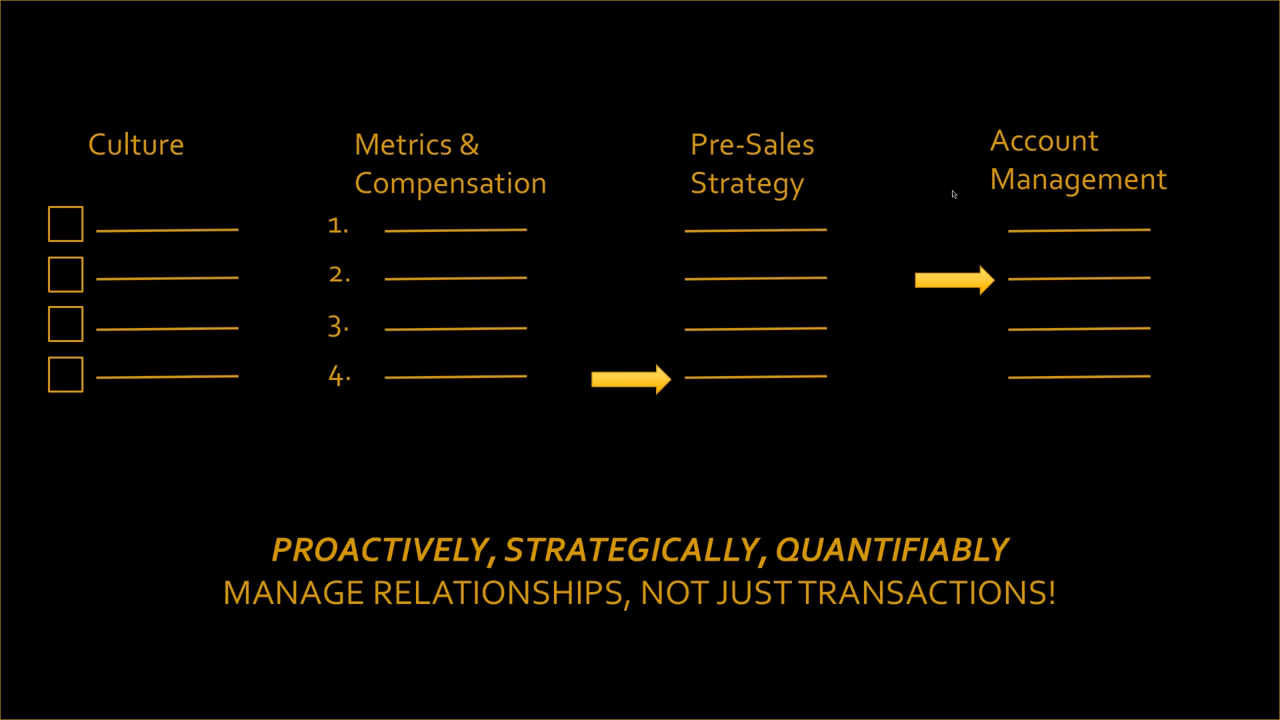 Culture
Metrics &
Compensation
Pre-Sales
Strategy
Account
Management
1.
2.
3.
4.
PROACTIVELY, STRATEGICALLY, QUANTIFIABLY
MANAGE RELATIONSHIPS, NOT JUST TRANSACTIONS!